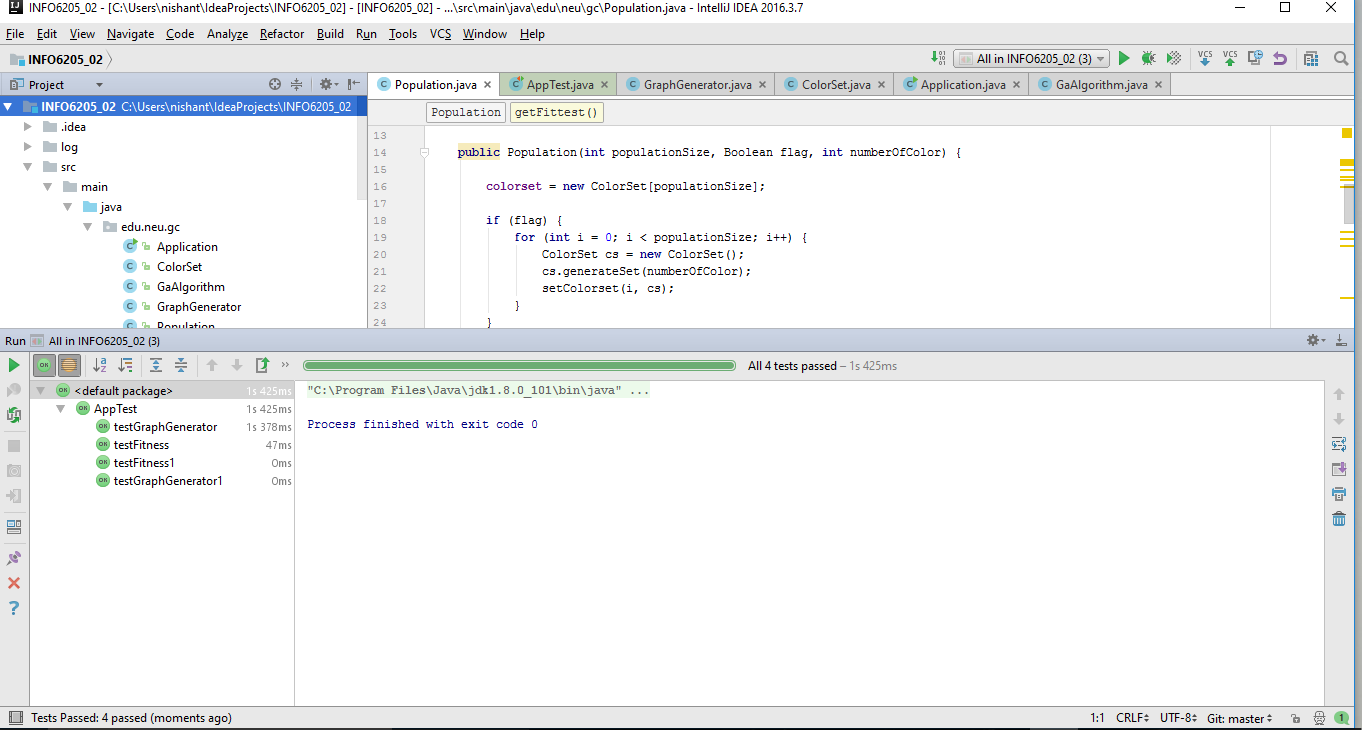 INFO6205_02 - [C:\Users\nishant\IdeaProjects\INFO6205_02] - [INFO6205_02] - ...\src\main\java\edu\neu\gc\Population.java - IntelliJ IDEA 2016.3.7
File Edit View Navigate Code Analyze Refactor Build Run Tools VCS Window Help
INFO6205_02 All in INFO6205_02 (3) VCS VCS
Project Population.java AppTest.java GraphGenerator.java ColorSet.java Application.java GaAlgorithm.java
INFO6205_02 C:\Users\nishant\IdeaProjects\INFO6205_02
.idea
log
src
main
java
edu.neu.gc
Application
ColorSet
GaAlgorithm
GraphGenerator
Population
Population getFittest()
13
14 public Population(int populationSize, Boolean flag, int numberOfColor) {
15
16 colorset = new ColorSet[populationSize];
17
18 if (flag) {
19 for (int i = 0; i < populationSize; i++) {
20 ColorSet cs = new ColorSet();
21 cs.generateSet(numberOfColor);
22 setColorset(i, cs);
23 }
24 }
Run All in INFO6205_02 (3)
All 4 tests passed – 1s 425ms
<default package> 1s 425ms
AppTest 1s 425ms
testGraphGenerator 1s 378ms
testFitness 47ms
testFitness1 0ms
testGraphGenerator1 0ms
"C:\Program Files\Java\jdk1.8.0_101\bin\java" ...
Process finished with exit code 0
Tests Passed: 4 passed (moments ago) 1:1 CRLF UTF-8 Git: master 1